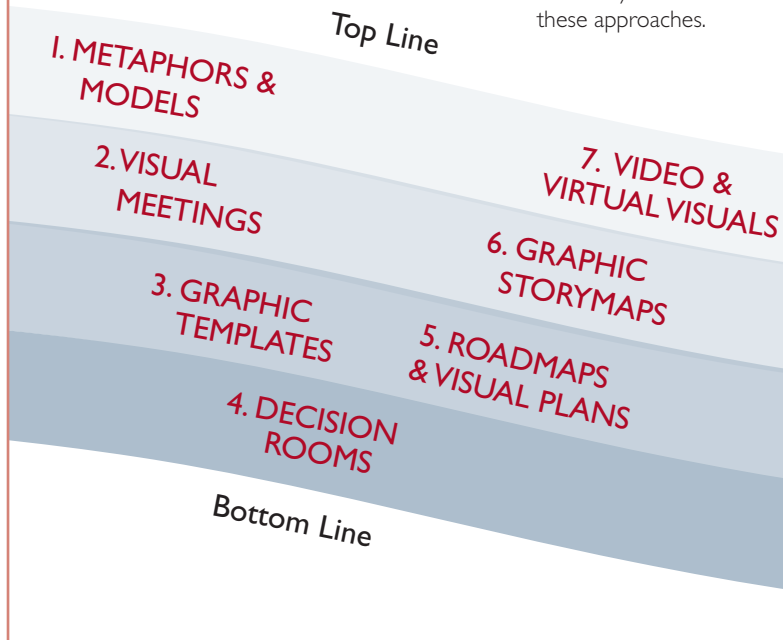 these approaches.
Top Line
1. METAPHORS &
MODELS
2. VISUAL
MEETINGS
3. GRAPHIC
TEMPLATES
4. DECISION
ROOMS
5. ROADMAPS
& VISUAL PLANS
6. GRAPHIC
STORYMAPS
7. VIDEO &
VIRTUAL VISUALS
Bottom Line